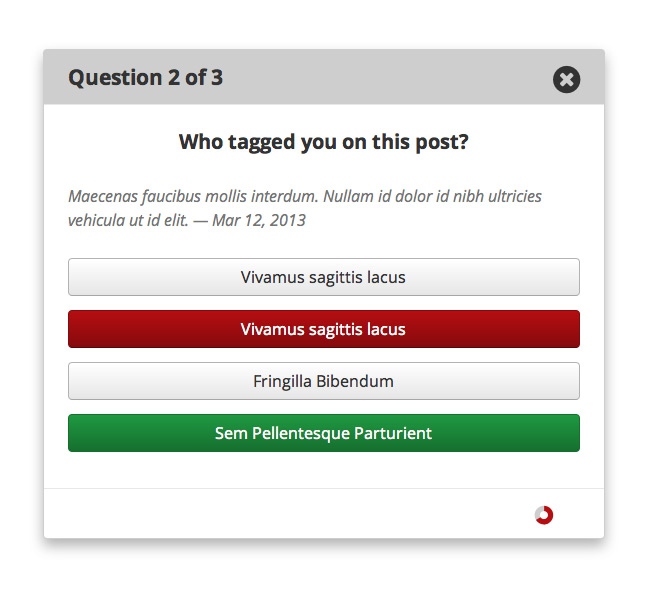 Question 2 of 3
Who tagged you on this post?
Maecenas faucibus mollis interdum. Nullam id dolor id nibh ultricies
vehicula ut id elit. — Mar 12, 2013
Vivamus sagittis lacus
Vivamus sagittis lacus
Fringilla Bibendum
Sem Pellentesque Parturient